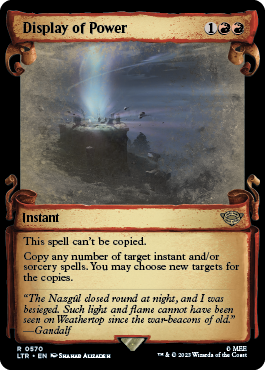 Display of Power 1
Instant
This spell can't be copied.
Copy any number of target instant and/or
sorcery spells. You may choose new targets for
the copies.
"The Nazgûl closed round at night, and I was
besieged. Such light and flame cannot have been
seen on Weathertop since the war-beacons of old."
—Gandalf
R 0570
LTR • EN Shahab Alizadeh
© MEE
™ & © 2023 Wizards of the Coast